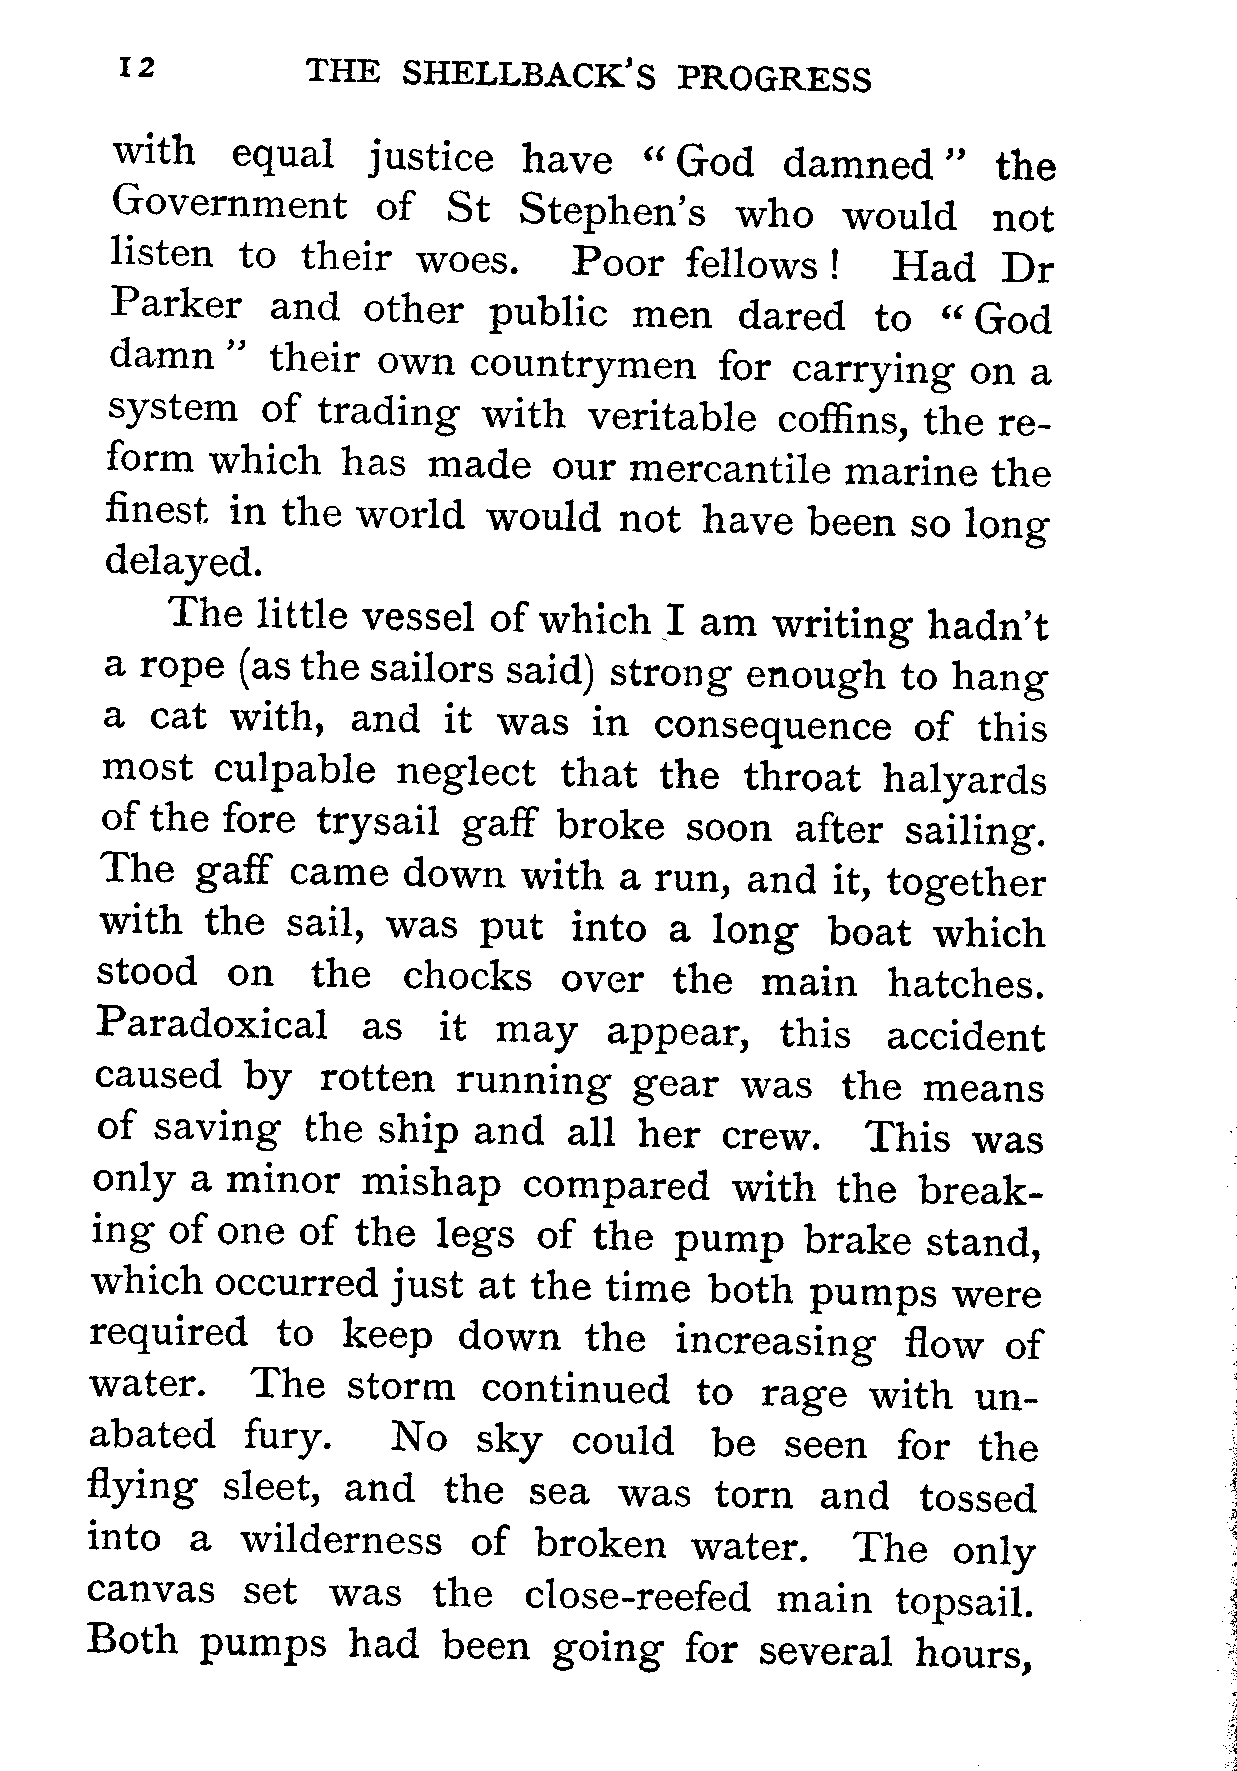 12 THE SHELLBACK'S PROGRESS
with equal justice have “ God damned ” the
Government of St Stephen's who would not
listen to their woes. Poor fellows ! Had Dr
Parker and other public men dared to “ God
damn ” their own countrymen for carrying on a
system of trading with veritable coffins, the re-
form which has made our mercantile marine the
finest in the world would not have been so long
delayed.
The little vessel of which I am writing hadn't
a rope (as the sailors said) strong enough to hang
a cat with, and it was in consequence of this
most culpable neglect that the throat halyards
of the fore trysail gaff broke soon after sailing.
The gaff came down with a run, and it, together
with the sail, was put into a long boat which
stood on the chocks over the main hatches.
Paradoxical as it may appear, this accident
caused by rotten running gear was the means
of saving the ship and all her crew. This was
only a minor mishap compared with the break-
ing of one of the legs of the pump brake stand,
which occurred just at the time both pumps were
required to keep down the increasing flow of
water. The storm continued to rage with un-
abated fury. No sky could be seen for the
flying sleet, and the sea was torn and tossed
into a wilderness of broken water. The only
canvas set was the close-reefed main topsail.
Both pumps had been going for several hours,